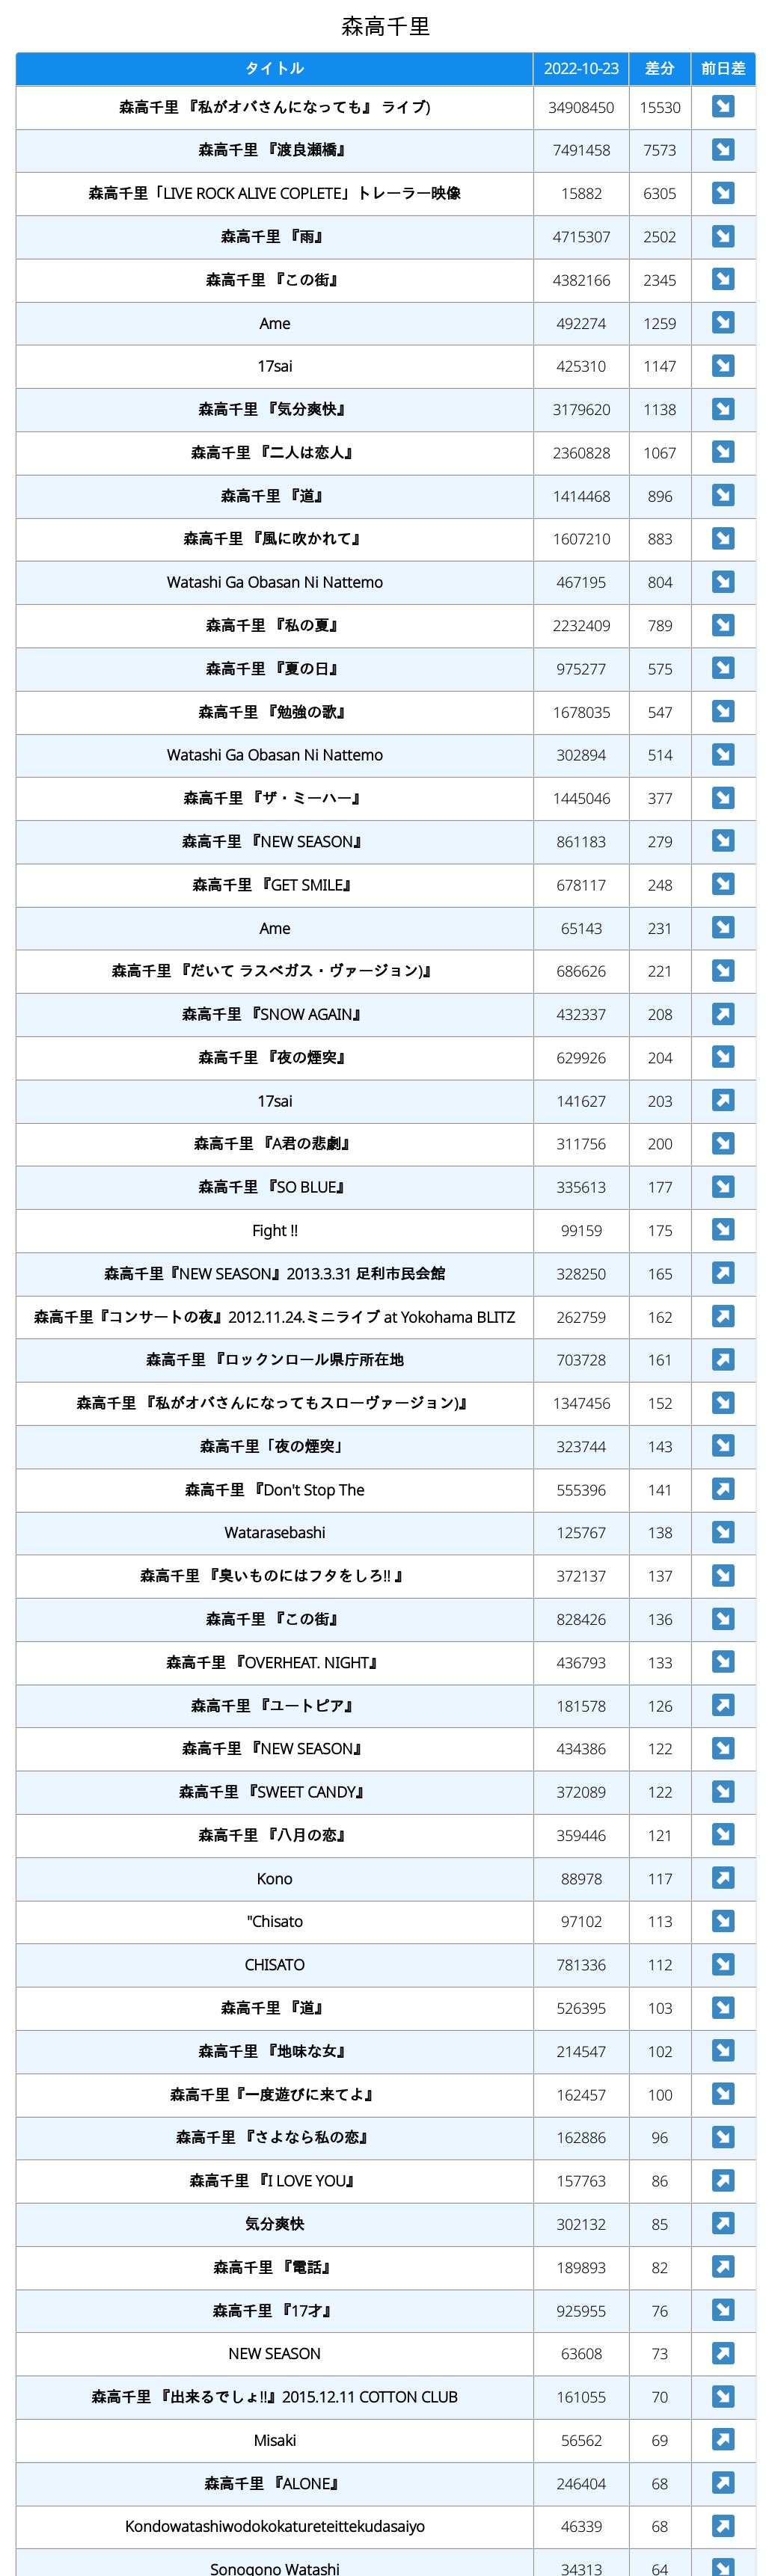 森高千里
タイトル 2022-10-23 差分 前日差
森高千里 『私がオバさんになっても』 ライブ) 34908450 15530
森高千里 『渡良瀬橋』 7491458 7573
森高千里「LIVE ROCK ALIVE COPLETE」トレーラー映像 15882 6305
森高千里 『雨』 4715307 2502
森高千里 『この街』 4382166 2345
Ame 492274 1259
17sai 425310 1147
森高千里 『気分爽快』 3179620 1138
森高千里 『二人は恋人』 2360828 1067
森高千里 『道』 1414468 896
森高千里 『風に吹かれて』 1607210 883
Watashi Ga Obasan Ni Nattemo 467195 804
森高千里 『私の夏』 2232409 789
森高千里 『夏の日』 975277 575
森高千里 『勉強の歌』 1678035 547
Watashi Ga Obasan Ni Nattemo 302894 514
森高千里 『ザ・ミーハー』 1445046 377
森高千里 『NEW SEASON』 861183 279
森高千里 『GET SMILE』 678117 248
Ame 65143 231
森高千里 『だいて ラスベガス・ヴァージョン)』 686626 221
森高千里 『SNOW AGAIN』 432337 208
森高千里 『夜の煙突』 629926 204
17sai 141627 203
森高千里 『A君の悲劇』 311756 200
森高千里 『SO BLUE』 335613 177
Fight !! 99159 175
森高千里『NEW SEASON』2013.3.31 足利市民会館 328250 165
森高千里『コンサートの夜』2012.11.24.ミニライブ at Yokohama BLITZ 262759 162
森高千里 『ロックンロール県庁所在地 703728 161
森高千里 『私がオバさんになってもスローヴァージョン)』 1347456 152
森高千里「夜の煙突」 323744 143
森高千里 『Don't Stop The 555396 141
Watarasebashi 125767 138
森高千里 『臭いものにはフタをしろ!! 』 372137 137
森高千里 『この街』 828426 136
森高千里 『OVERHEAT. NIGHT』 436793 133
森高千里 『ユートピア』 181578 126
森高千里 『NEW SEASON』 434386 122
森高千里 『SWEET CANDY』 372089 122
森高千里 『八月の恋』 359446 121
Kono 88978 117
"Chisato 97102 113
CHISATO 781336 112
森高千里 『道』 526395 103
森高千里 『地味な女』 214547 102
森高千里『一度遊びに来てよ』 162457 100
森高千里 『さよなら私の恋』 162886 96
森高千里 『I LOVE YOU』 157763 86
気分爽快 302132 85
森高千里 『電話』 189893 82
森高千里 『17才』 925955 76
NEW SEASON 63608 73
森高千里 『出来るでしょ!!』2015.12.11 COTTON CLUB 161055 70
Misaki 56562 69
森高千里 『ALONE』 246404 68
Kondowatashiwodokokatureteittekudasaiyo 46339 68
Sonogono Watashi 34313 64